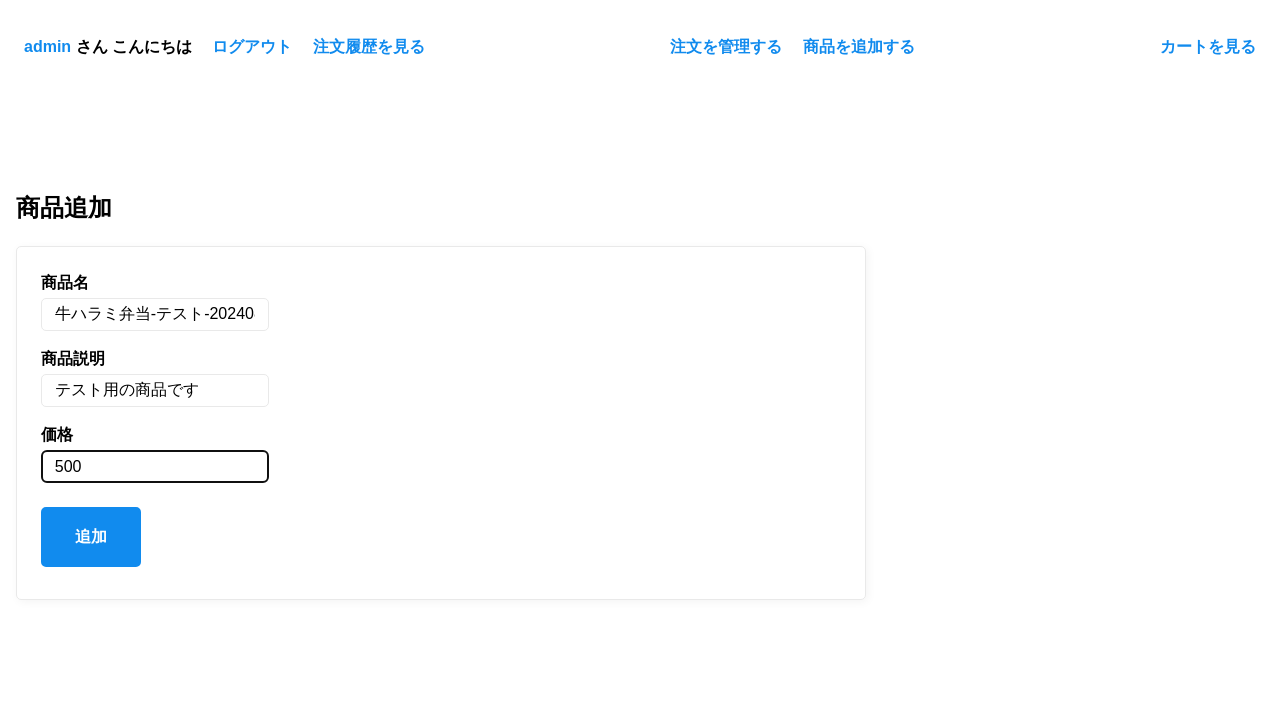 admin さん こんにちは ログアウト 注文履歴を見る 注文を管理する 商品を追加する カートを見る
商品追加
商品名
牛ハラミ弁当-テスト-20240
商品説明
テスト用の商品です
価格
500
追加